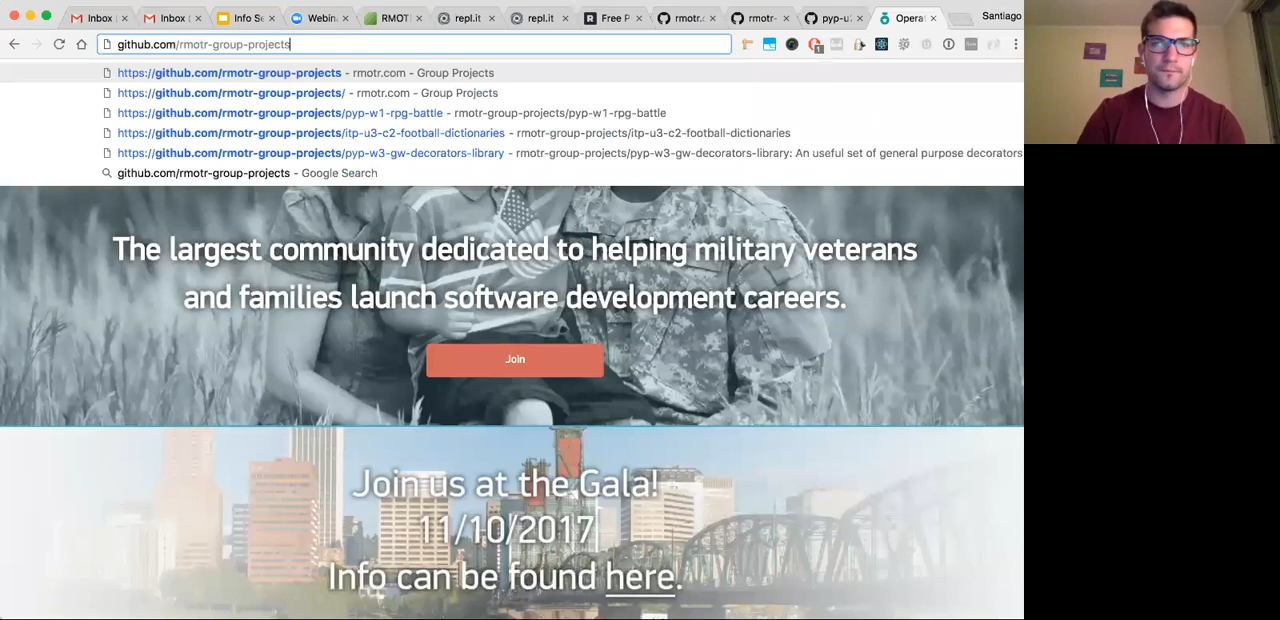 Inbox (
Inbox (
Info Se
Webina
RMOT
repl.it
repl.it
Free P
rmotr.c
rmotr-
pyp-w
Operat
Santiago
github.com/rmotr-group-projects
https://github.com/rmotr-group-projects - rmotr.com - Group Projects
https://github.com/rmotr-group-projects/ - rmotr.com - Group Projects
https://github.com/rmotr-group-projects/pyp-w1-rpg-battle - rmotr-group-projects/pyp-w1-rpg-battle
https://github.com/rmotr-group-projects/itp-u3-c2-football-dictionaries - rmotr-group-projects/itp-u3-c2-football-dictionaries
https://github.com/rmotr-group-projects/pyp-w3-gw-decorators-library - rmotr-group-projects/pyp-w3-gw-decorators-library: An useful set of general purpose decorators
github.com/rmotr-group-projects - Google Search
The largest community dedicated to helping military veterans
and families launch software development careers.
Join
Join us at the Gala!
11/10/2017
Info can be found here.